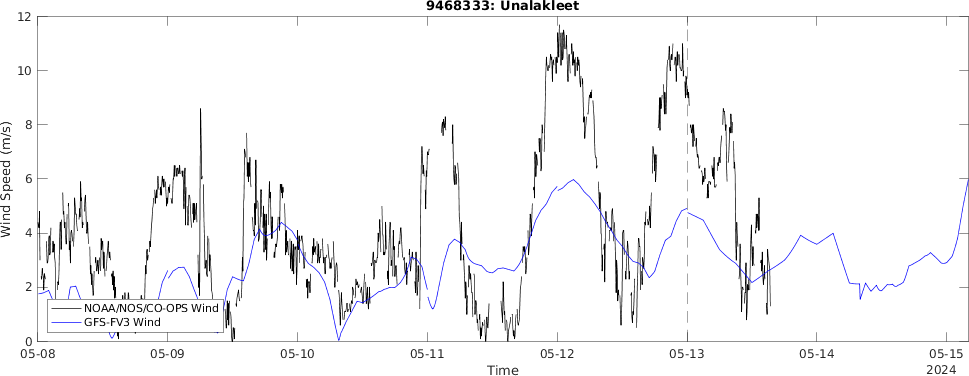 9468333: Unalakleet
Wind Speed (m/s)
12
10
8
6
4
2
0
NOAA/NOS/CO-OPS Wind
GFS-FV3 Wind
05-08 05-09 05-10 05-11 05-12 05-13 05-14 05-15
Time
2024